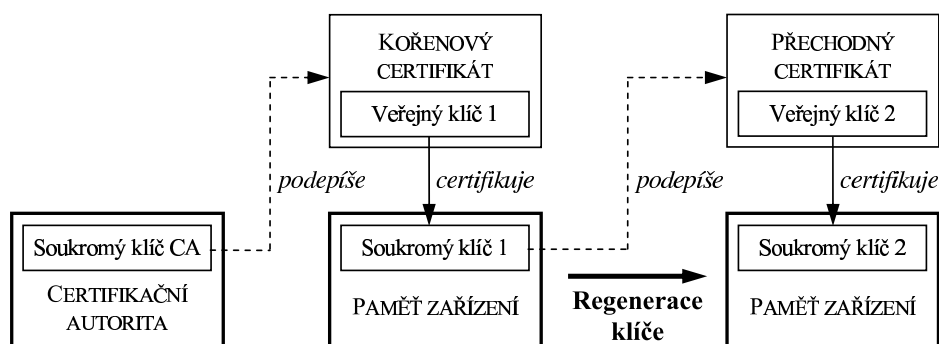 KOŘENOVÝ
CERTIFIKÁT
Veřejný klíč 1
PŘECHODNÝ
CERTIFIKÁT
Veřejný klíč 2
podepíše
certifikuje
podepíše
certifikuje
Soukromý klíč CA
CERTIFIKAČNÍ
AUTORITA
Soukromý klíč 1
PAMĚŤ ZAŘÍZENÍ
Regenerace
klíče
Soukromý klíč 2
PAMĚŤ ZAŘÍZENÍ